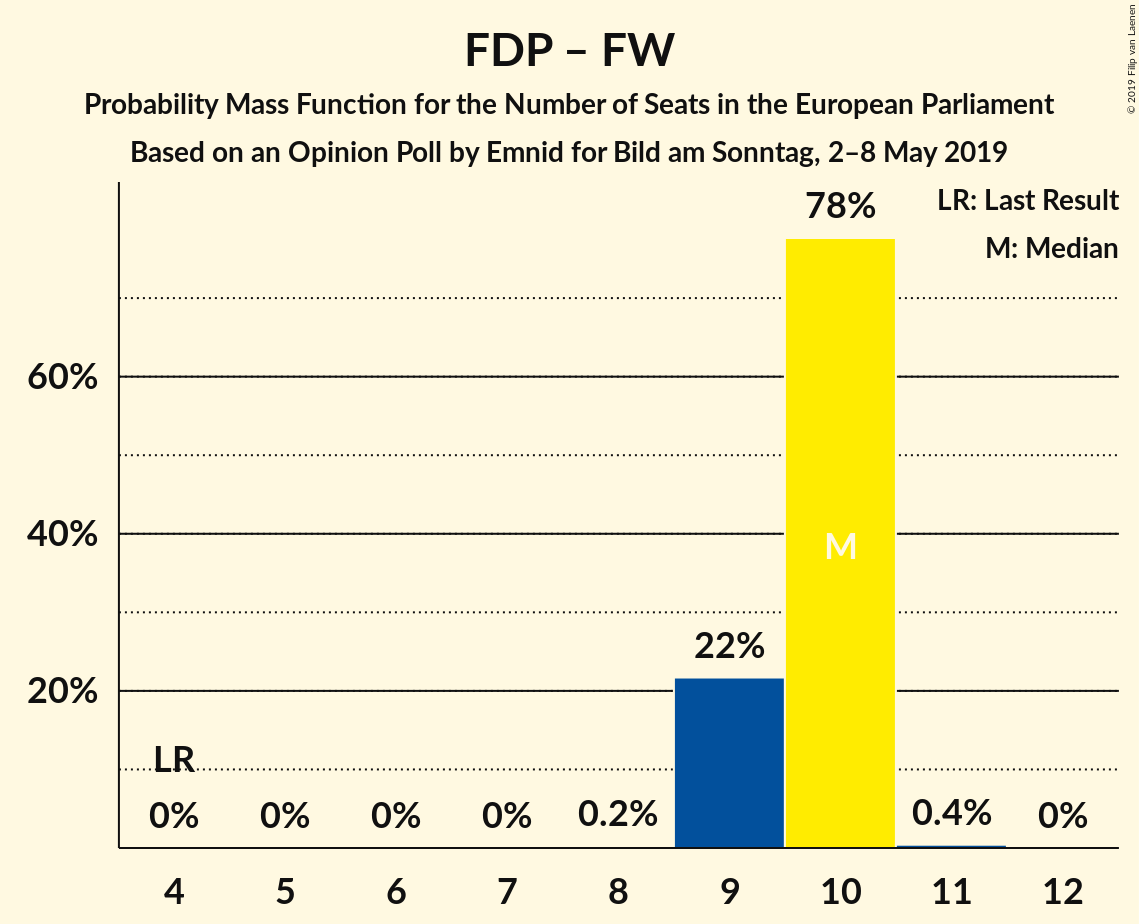 FDP – FW
Probability Mass Function for the Number of Seats in the European Parliament
Based on an Opinion Poll by Emnid for Bild am Sonntag, 2–8 May 2019
© 2019 Filip van Laenen
LR: Last Result
M: Median
78%
60%
40%
M
22%
20%
LR
0% 0% 0% 0% 0.2% 0.4% 0%
4 5 6 7 8 9 10 11 12